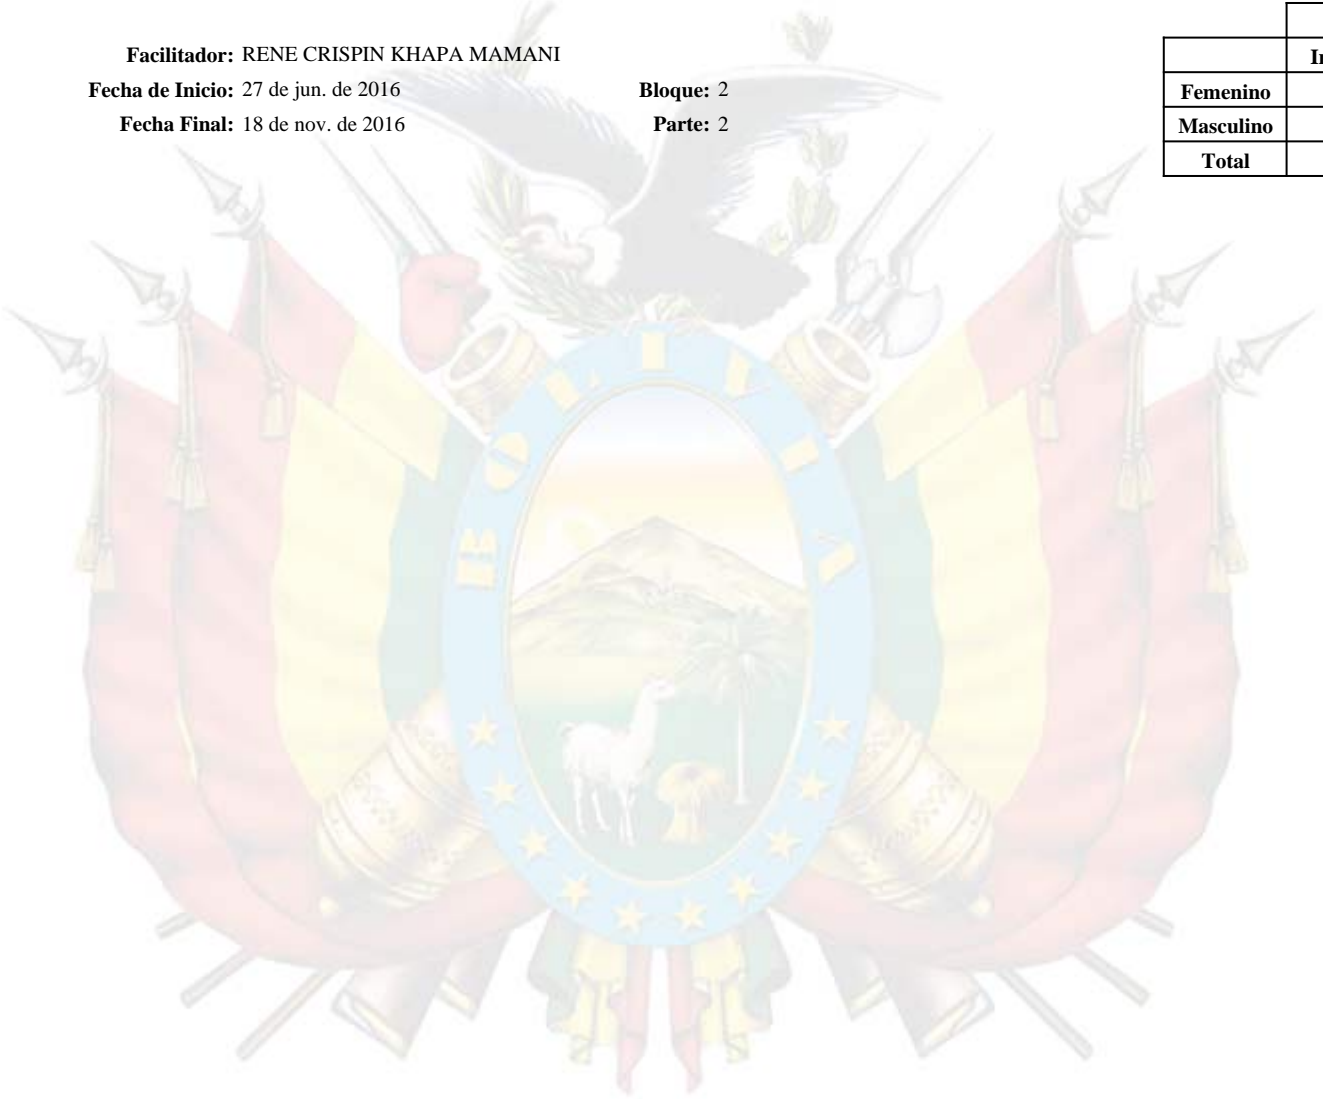 Facilitador: RENE CRISPIN KHAPA MAMANI
Fecha de Inicio: 27 de jun. de 2016 Bloque: 2
Fecha Final: 18 de nov. de 2016 Parte: 2
Femenino
Masculino
Total
BOLIVIA